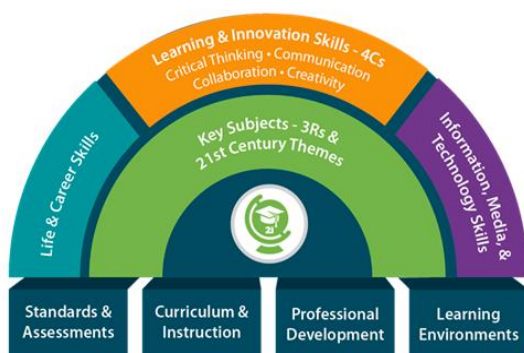 Learning & Innovation Skills - 4Cs
Critical Thinking • Communication
Collaboration • Creativity
Life & Career Skills
Key Subjects - 3Rs &
21st Century Themes
Information, Media, &
Technology Skills
21
Standards &
Assessments
Curriculum &
Instruction
Professional
Development
Learning
Environments